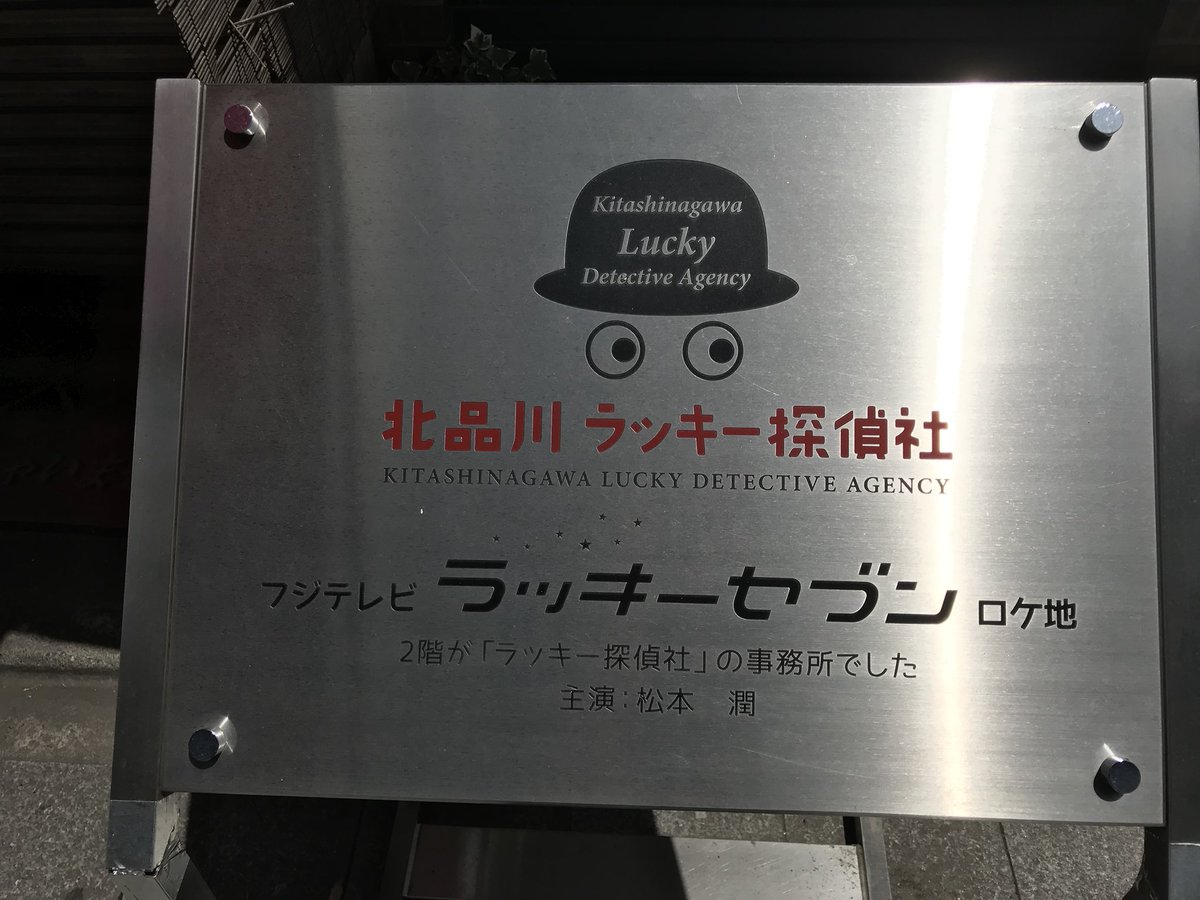 Kitashinagawa
Lucky
Detective Agency
北品川 ラッキー探偵社
KITASHINAGAWA LUCKY DETECTIVE AGENCY
フジテレビ ラッキーセブン ロケ地
2階が「ラッキー探偵社」の事務所でした
主演：松本 潤